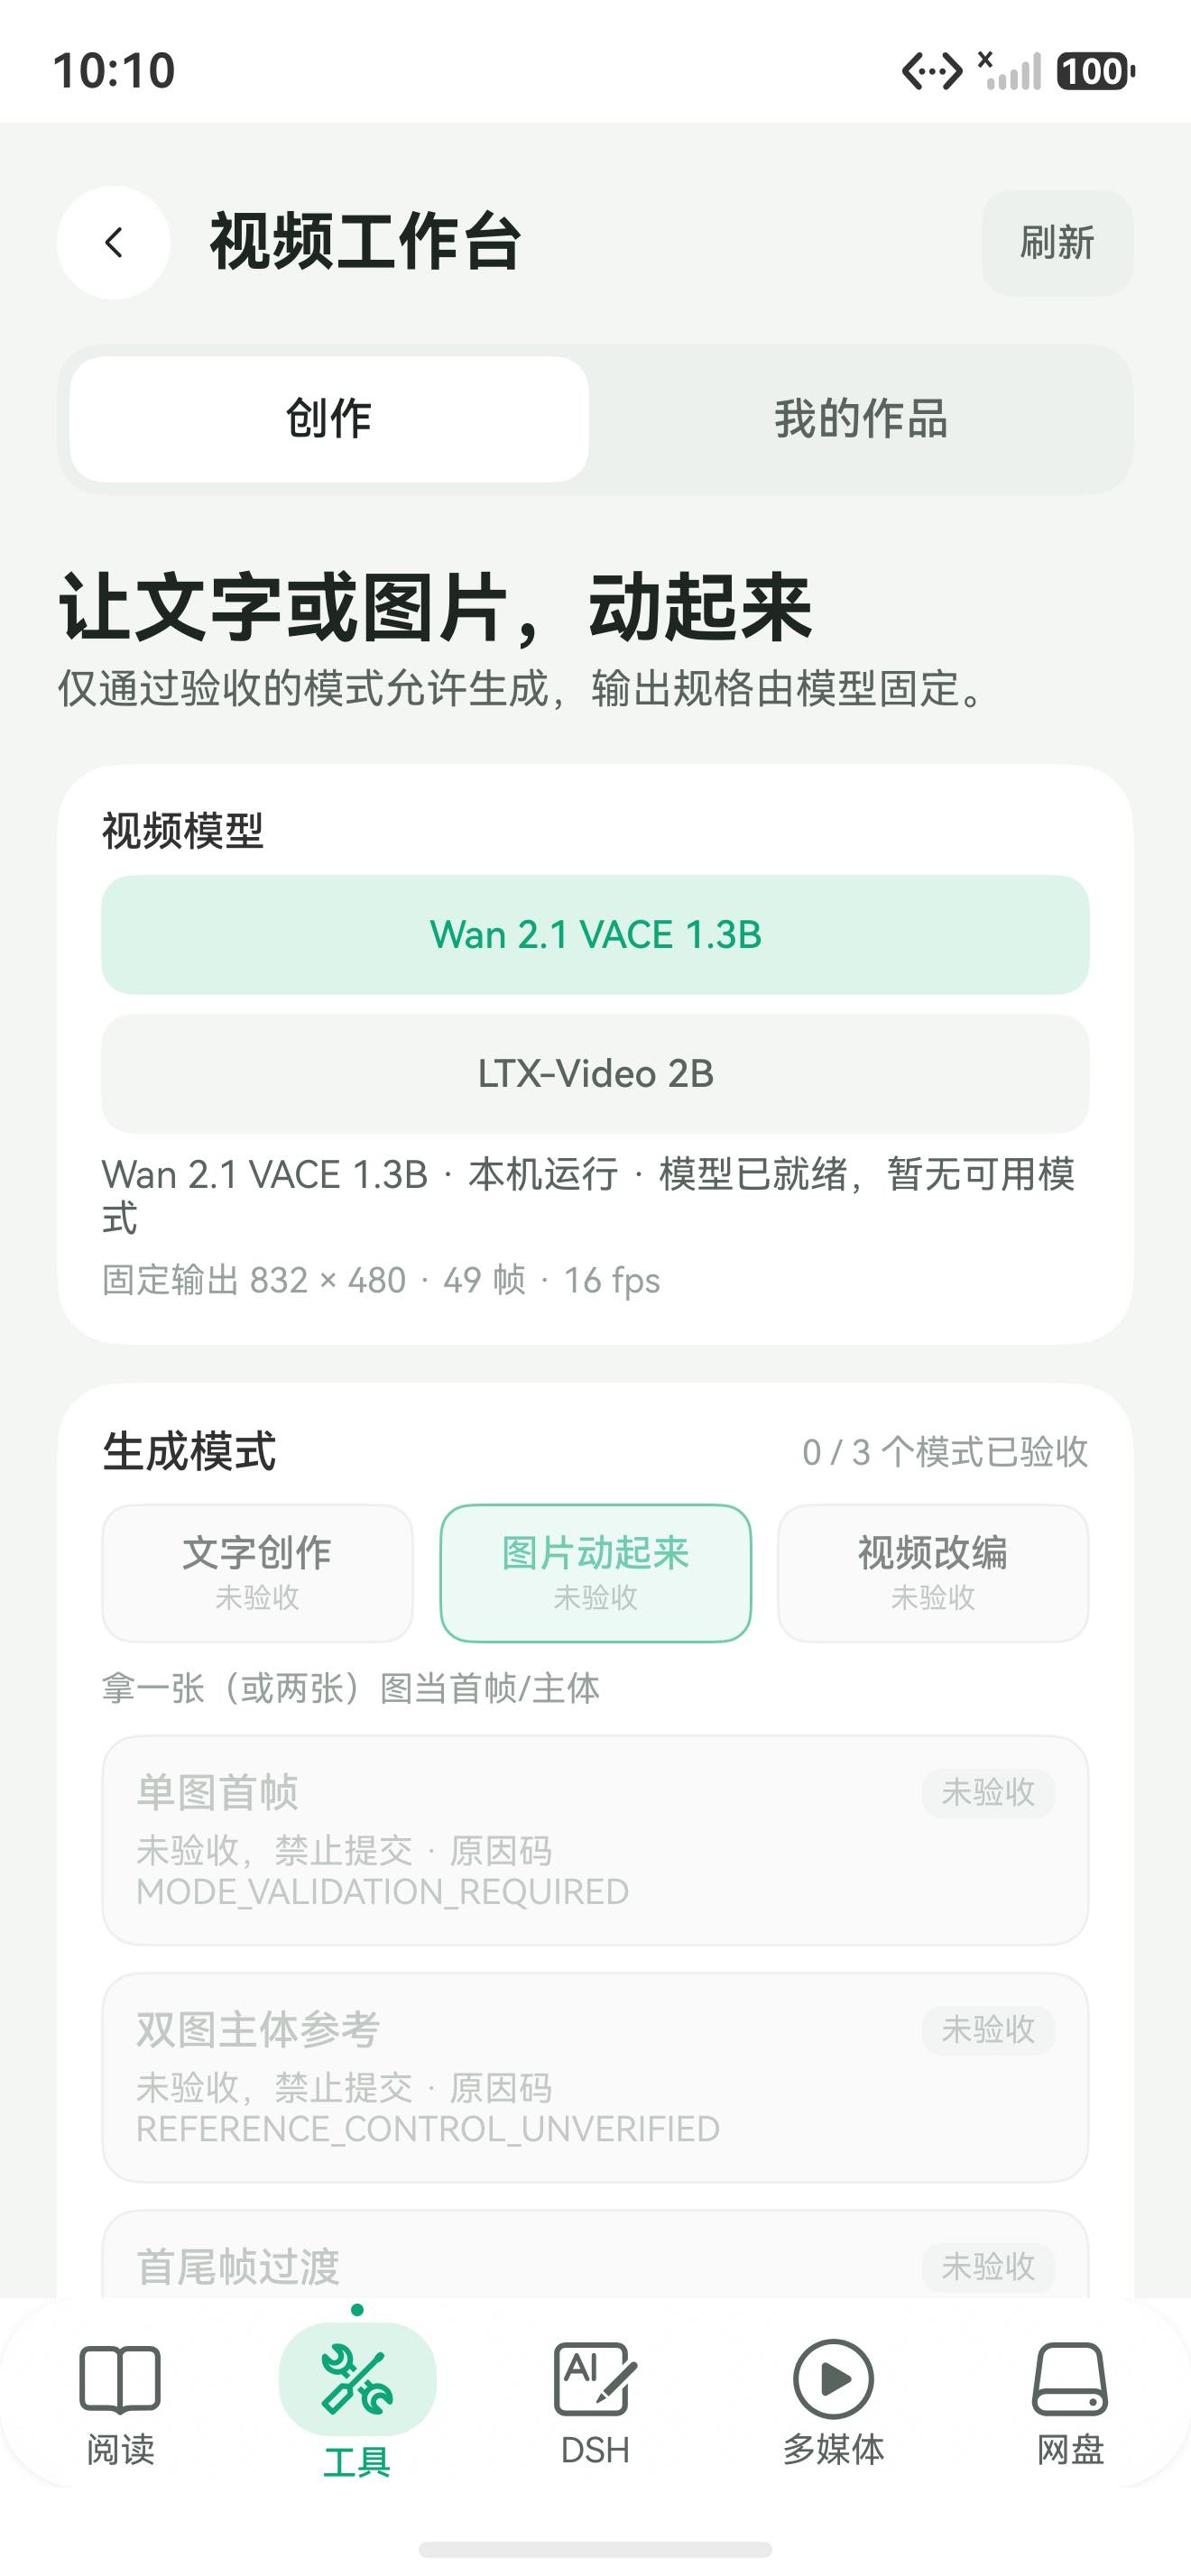 10:10
100
视频工作台
刷新
创作
我的作品
让文字或图片，动起来
仅通过验收的模式允许生成，输出规格由模型固定。
视频模型
Wan 2.1 VACE 1.3B
LTX-Video 2B
Wan 2.1 VACE 1.3B · 本机运行 · 模型已就绪，暂无可用模
式
固定输出 832 × 480 · 49 帧 · 16 fps
生成模式
0 / 3 个模式已验收
文字创作
未验收
图片动起来
未验收
视频改编
未验收
拿一张（或两张）图当首帧/主体
单图首帧
未验收
未验收，禁止提交 · 原因码
MODE_VALIDATION_REQUIRED
双图主体参考
未验收
未验收，禁止提交 · 原因码
REFERENCE_CONTROL_UNVERIFIED
首尾帧过渡
未验收
阅读
工具
AI
DSH
多媒体
网盘